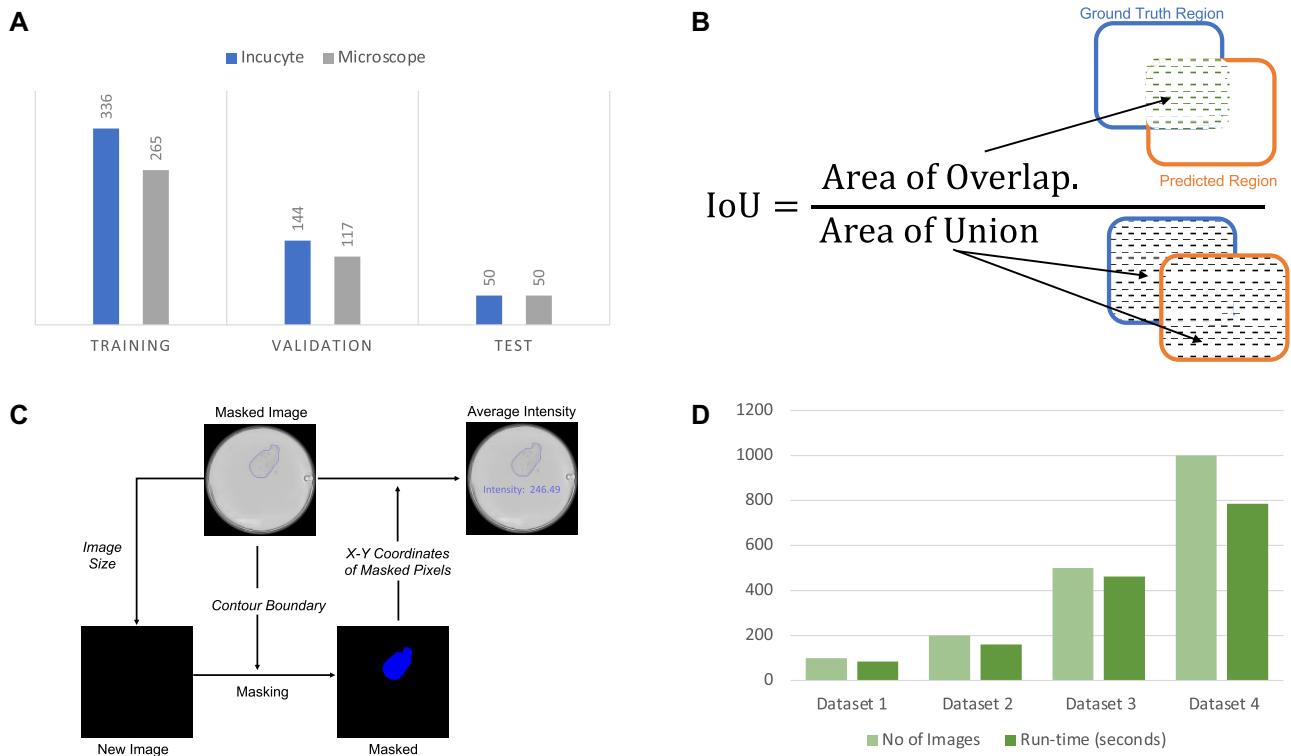 A
Incucyte Microscope
336
265
144
117
50
50
TRAINING
VALIDATION
TEST
B
Ground Truth Region
Predicted Region
IoU = Area of Overlap.
Area of Union
C
Masked Image
Average Intensity
Intensity: 246.49
Image
Size
X-Y Coordinates
of Masked Pixels
Contour Boundary
Masking
New Image
Masked
D
1200
1000
800
600
400
200
0
Dataset 1
Dataset 2
Dataset 3
Dataset 4
No of Images Run-time (seconds)